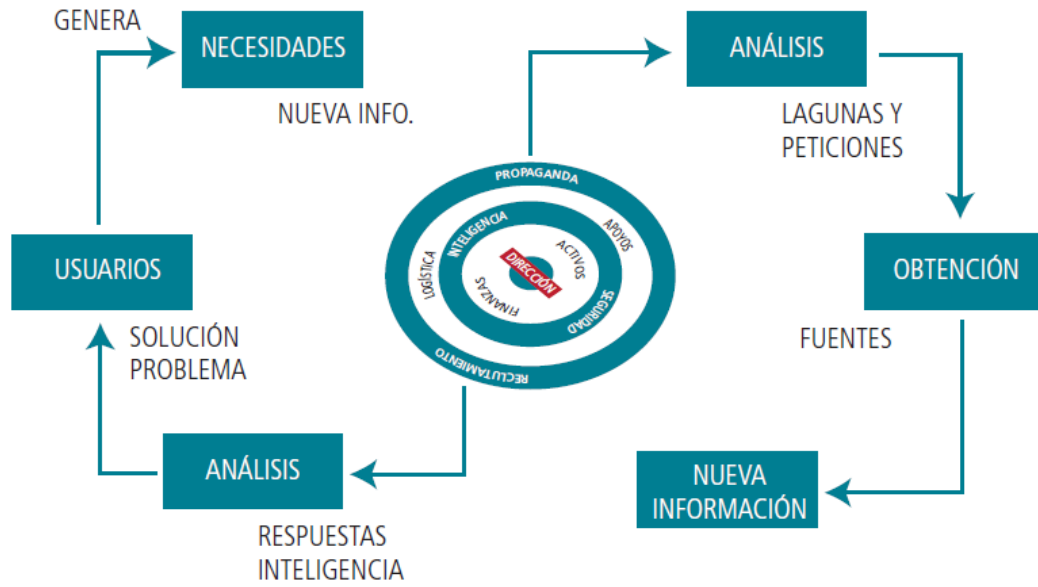 GENERA
NECESIDADES
NUEVA INFO.
ANÁLISIS
LAGUNAS Y
PETICIONES
PROPAGANDA
APOYOS
INTELIGENCIA
LOGÍSTICA
ACTIVOS
DIRECCIÓN
FINANZAS
SEGURIDAD
RECLUTAMIENTO
USUARIOS
SOLUCIÓN
PROBLEMA
OBTENCIÓN
FUENTES
ANÁLISIS
RESPUESTAS
INTELIGENCIA
NUEVA
INFORMACIÓN